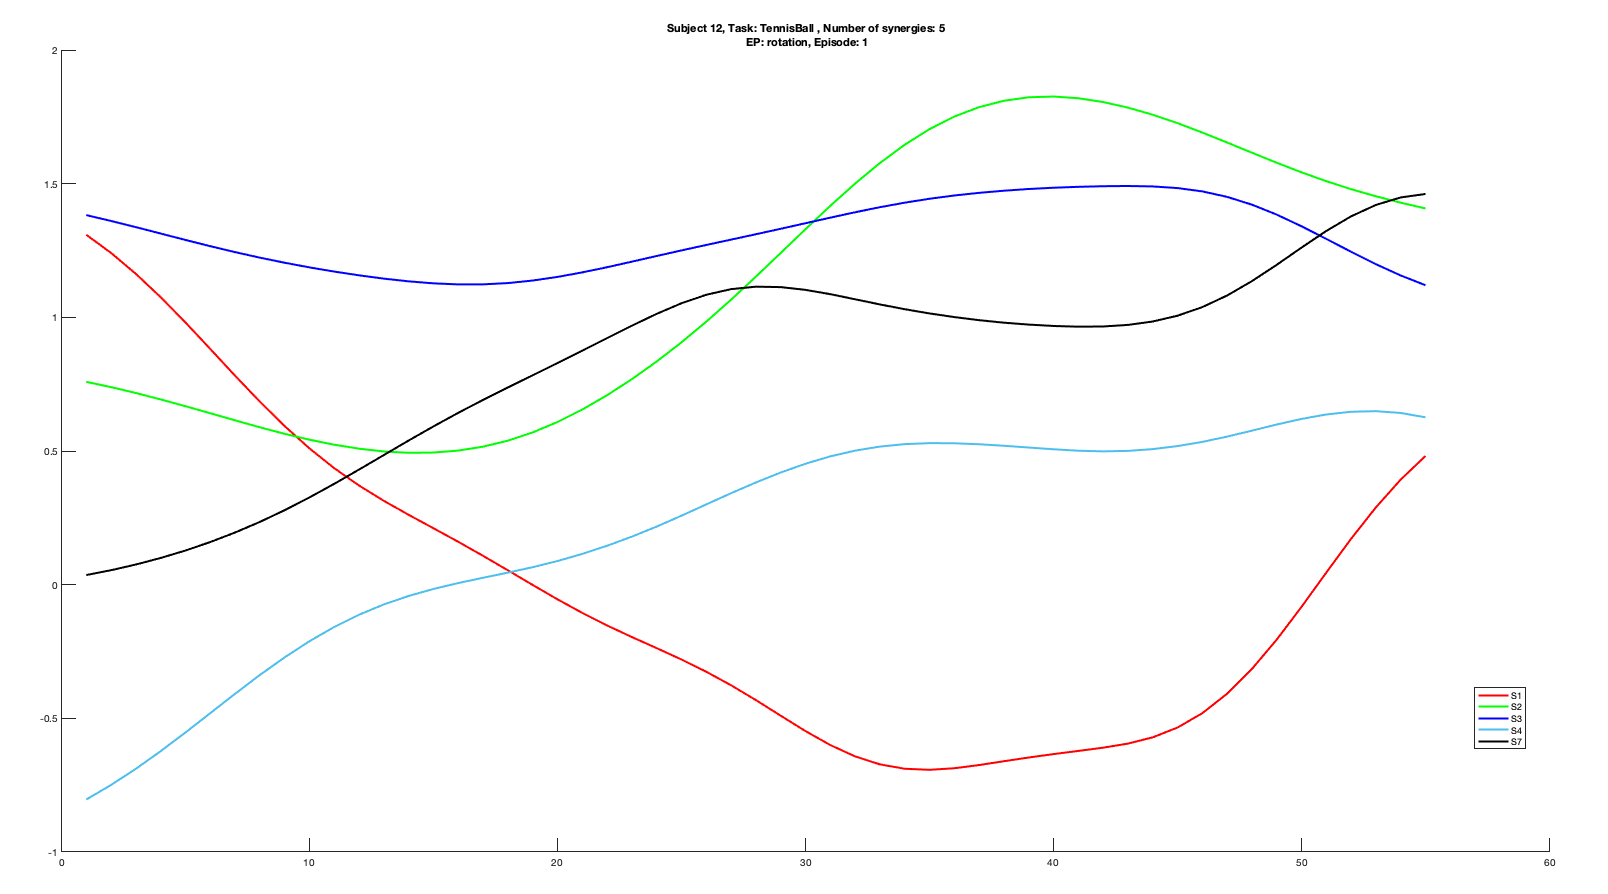 Subject 12, Task: TennisBall , Number of synergies: 5
EP: rotation, Episode: 1
2
1.5
1
0.5
0
-0.5
-1
0
10
20
30
40
50
60
S1
S2
S3
S4
S7